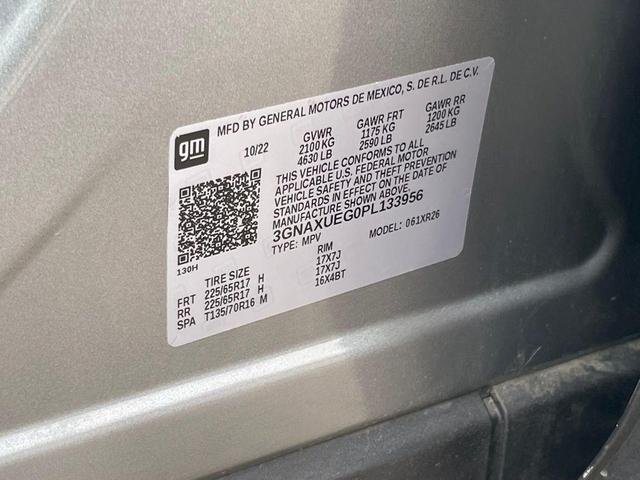 gm
MFD BY GENERAL MOTORS DE MEXICO, S. DE R.L. DE C.V.
10/22 GVWR GAWR FRT GAWR RR
2100 KG 1175 KG 1200 KG
4630 LB 2590 LB 2645 LB
THIS VEHICLE CONFORMS TO ALL
APPLICABLE U.S. FEDERAL MOTOR
VEHICLE SAFETY AND THEFT PREVENTION
STANDARDS IN EFFECT ON THE DATE OF
MANUFACTURE SHOWN ABOVE.
3GNAXUEG0PL133956
TYPE: MPV MODEL: 061XR26
130H
TIRE SIZE RIM
FRT 225/65R17 H 17X7J
RR 225/65R17 H 17X7J
SPA T135/70R16 M 16X4BT